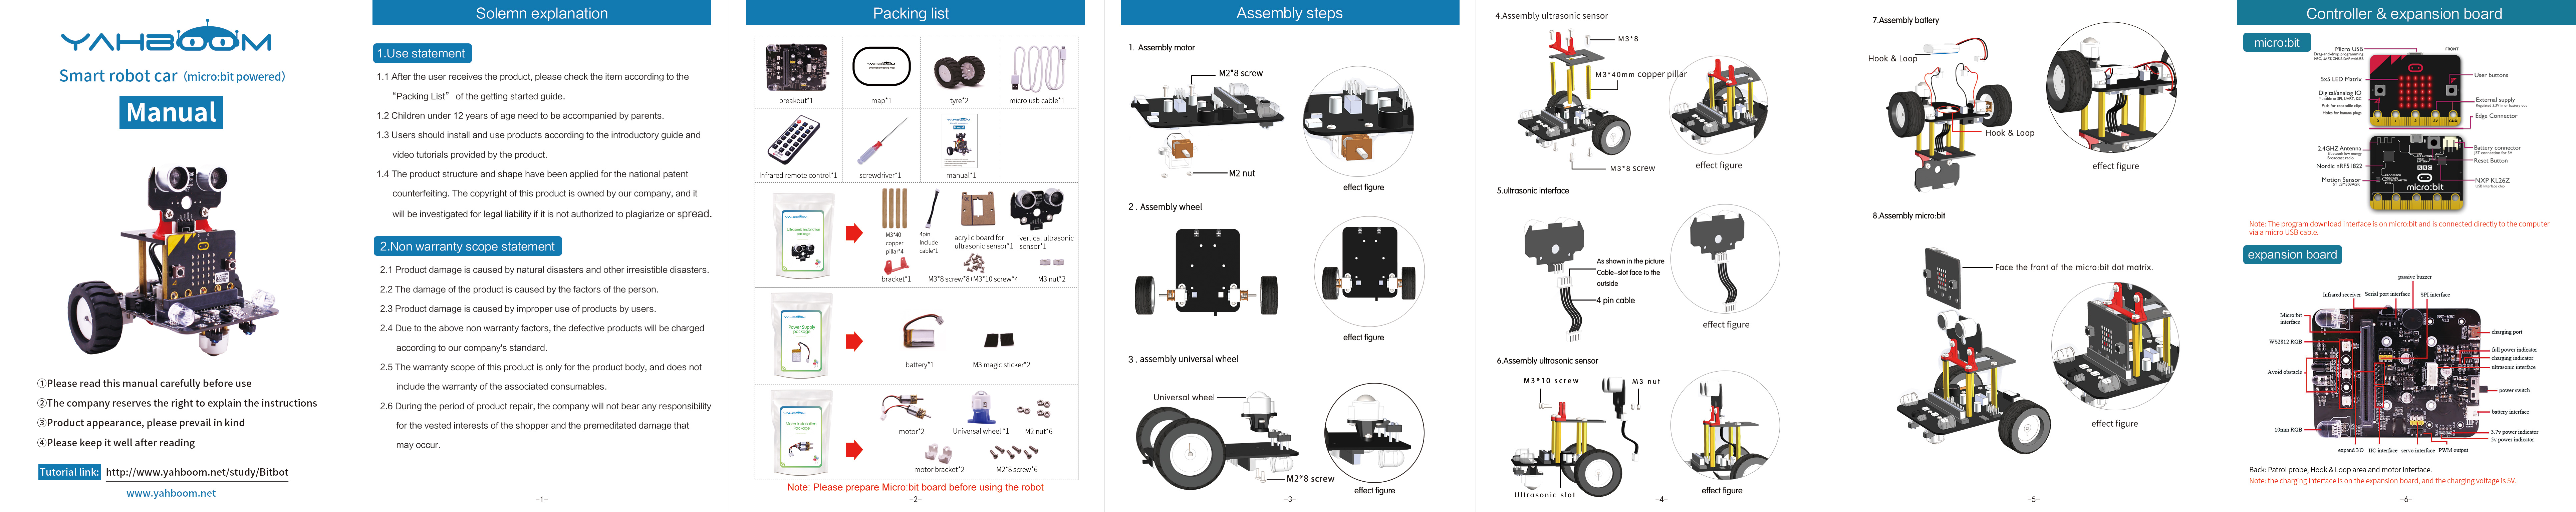 YAHBOOM
Smart robot car (micro:bit powered)
Manual
①Please read this manual carefully before use
②The company reserves the right to explain the instructions
③Product appearance, please prevail in kind
④Please keep it well after reading
Tutorial link: http://www.yahboom.net/study/Bitbot
www.yahboom.net
Solemn explanation
1.Use statement
1.1 After the user receives the product, please check the item according to the
"Packing List" of the getting started guide.
1.2 Children under 12 years of age need to be accompanied by parents.
1.3 Users should install and use products according to the introductory guide and
video tutorials provided by the product.
1.4 The product structure and shape have been applied for the national patent
counterfeiting. The copyright of this product is owned by our company, and it
will be investigated for legal liability if it is not authorized to plagiarize or spread.
2.Non warranty scope statement
2.1 Product damage is caused by natural disasters and other irresistible disasters.
2.2 The damage of the product is caused by the factors of the person.
2.3 Product damage is caused by improper use of products by users.
2.4 Due to the above non warranty factors, the defective products will be charged
according to our company's standard.
2.5 The warranty scope of this product is only for the product body, and does not
include the warranty of the associated consumables.
2.6 During the period of product repair, the company will not bear any responsibility
for the vested interests of the shopper and the premeditated damage that
may occur.
-1-
Packing list
breakout*1
map*1
tyre*2
micro usb cable*1
Infrared remote control*1
screwdriver*1
manual*1
YAHBOOM
Ultrasonic installation
package
M3*40
copper
pillar*4
4pin
Include
cable*1
acrylic board for
ultrasonic sensor*1
vertical ultrasonic
sensor*1
bracket*1
M3*8 screw*8+M3*10 screw*4
M3 nut*2
YAHBOOM
Power Supply
package
battery*1
M3 magic sticker*2
YAHBOOM
Motor Installation
Package
motor*2
Universal wheel *1
M2 nut*6
motor bracket*2
M2*8 screw*6
Note: Please prepare Micro:bit board before using the robot
-2-
Assembly steps
1. Assembly motor
M2*8 screw
M2 nut
effect figure
2. Assembly wheel
effect figure
3. assembly universal wheel
Universal wheel
M2*8 screw
effect figure
-3-
4.Assembly ultrasonic sensor
M3*8
M3*40mm copper pillar
M3*8 screw
effect figure
5.ultrasonic interface
As shown in the picture
Cable-slot face to the
outside
4 pin cable
effect figure
6.Assembly ultrasonic sensor
M3*10 screw
M3 nut
Ultrasonic slot
effect figure
-4-
7.Assembly battery
Hook & Loop
Hook & Loop
effect figure
8.Assembly micro:bit
Face the front of the micro:bit dot matrix.
effect figure
-5-
Controller & expansion board
micro:bit
Micro USB
FRONT
5x5 LED Matrix
User buttons
Digital/analog IO
External supply
Edge Connector
2.4GHZ Antenna
Battery connector
Reset Button
Nordic nRF51822
Motion Sensor
NXP KL26Z
micro:bit
Note: The program download interface is on micro:bit and is connected directly to the computer
via a micro USB cable.
expansion board
passive buzzer
Infrared receiver
Serial port interface
SPI interface
Micro:bit
interface
WS2812 RGB
Avoid obstacle
10mm RGB
charging port
full power indicator
charging indicator
ultrasonic interface
power switch
battery interface
3.7v power indicator
5v power indicator
expand I/O
IIC interface
servo interface
PWM output
Back: Patrol probe, Hook & Loop area and motor interface.
Note: the charging interface is on the expansion board, and the charging voltage is 5V.
-6-